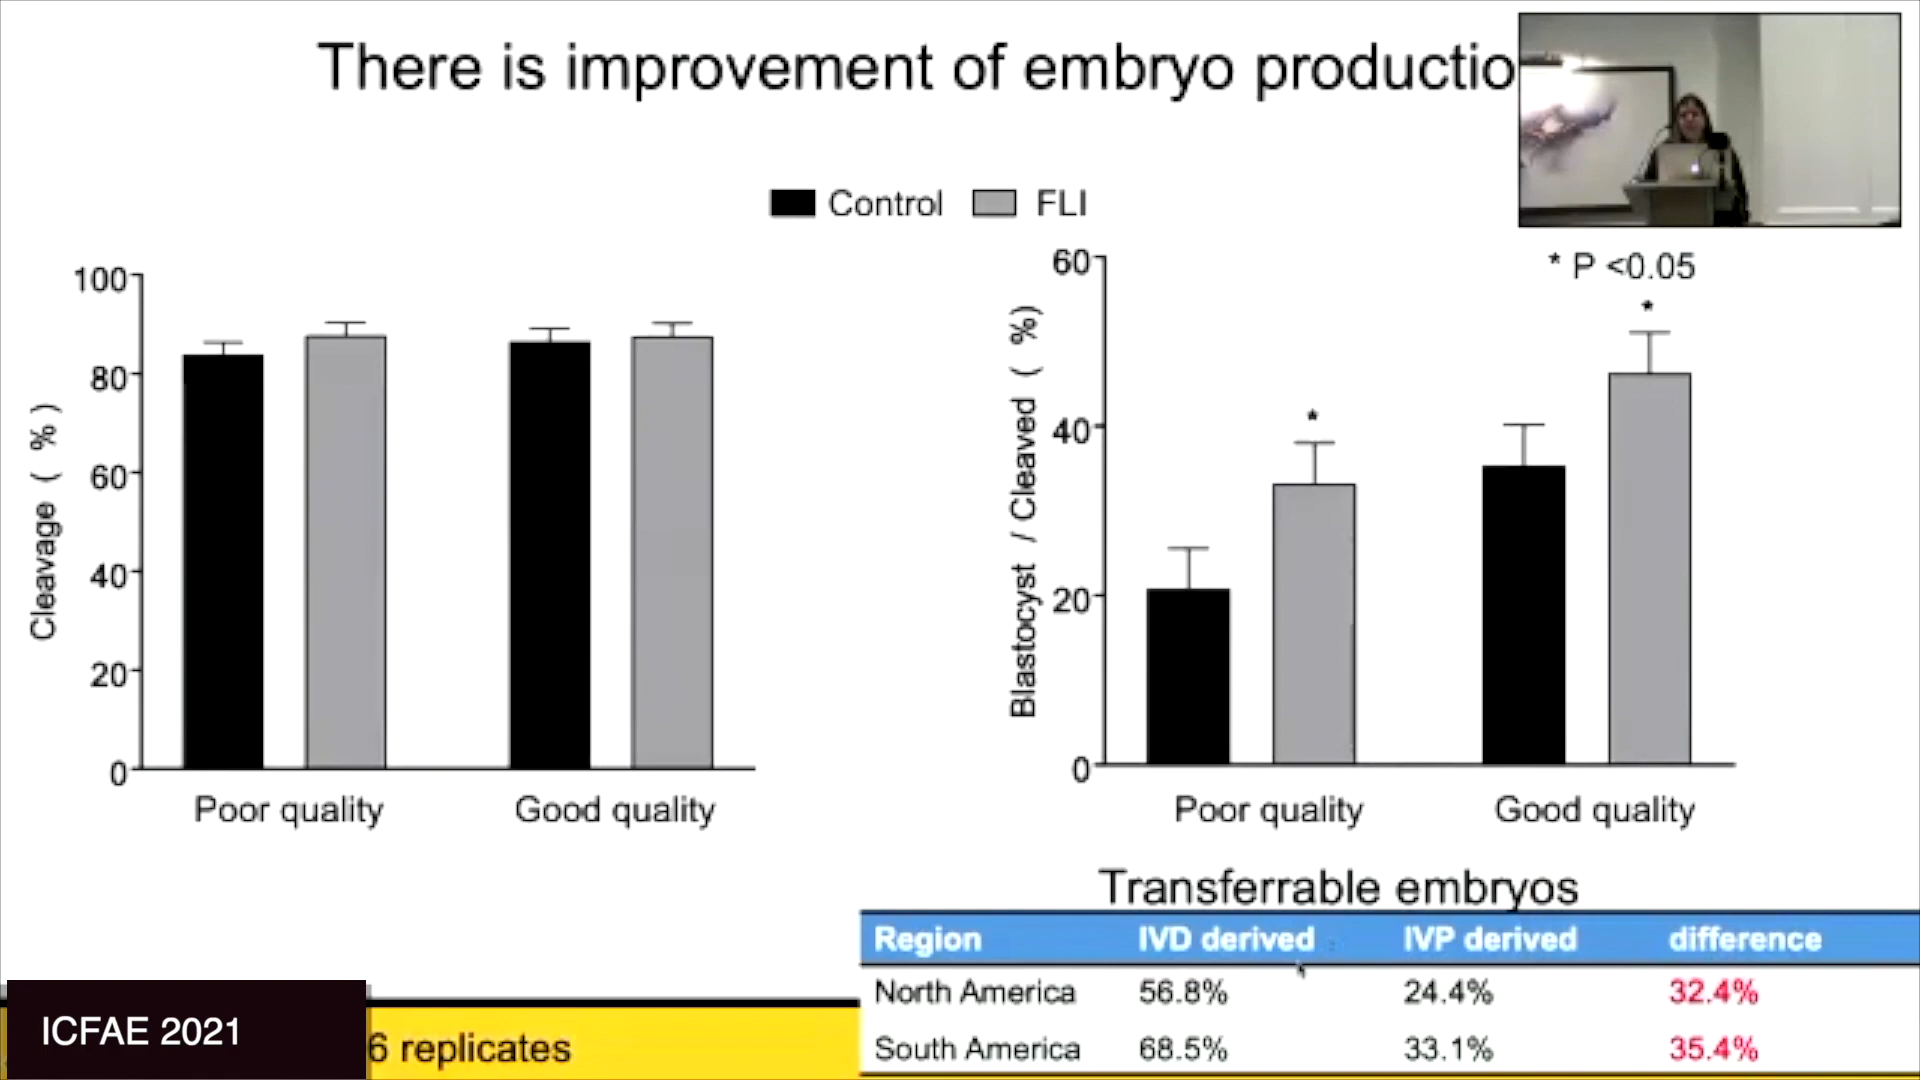 There is improvement of embryo productio
Control FLI
* P <0.05
100
80
60
40
20
0
Cleavage ( %)
Poor quality Good quality
60
40
20
0
Blastocyst / Cleaved ( %)
*
*
Poor quality Good quality
Transferrable embryos
Region IVD derived IVP derived difference
North America 56.8% 24.4% 32.4%
South America 68.5% 33.1% 35.4%
ICFAE 2021
6 replicates